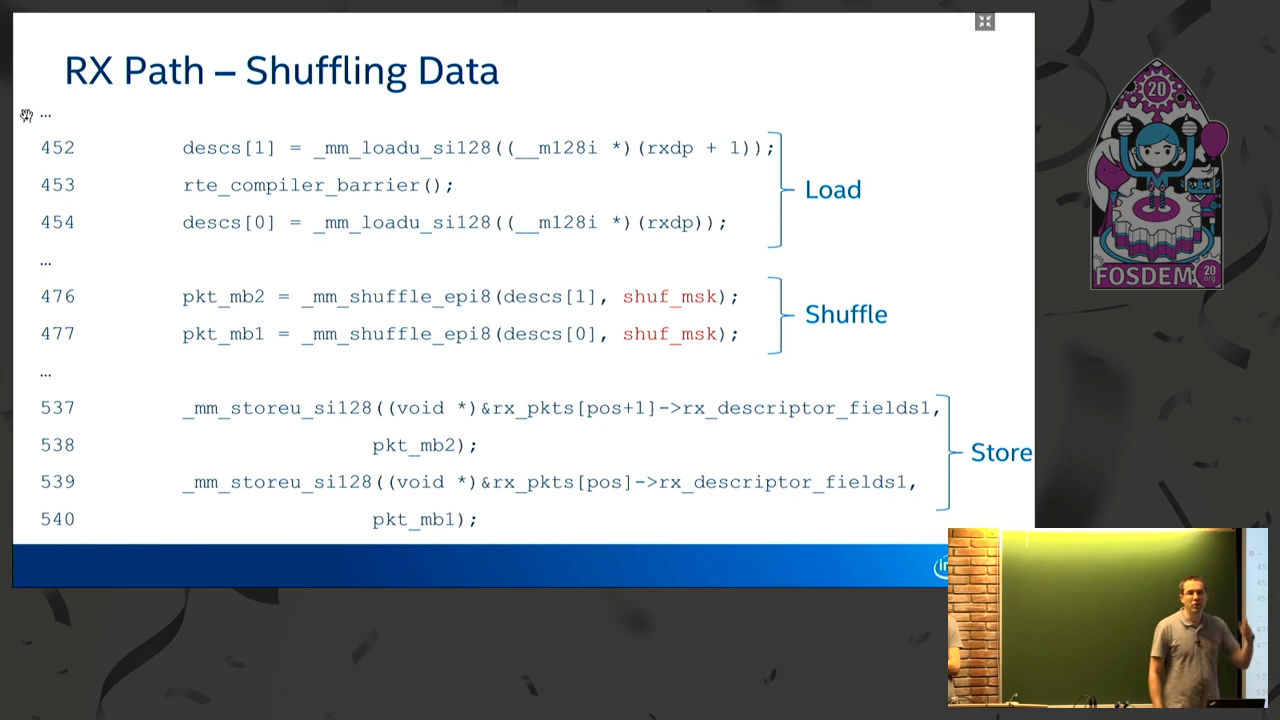 RX Path – Shuffling Data
...
452 descs[1] = _mm_loadu_si128((__m128i *)(rxdp + 1));
453 rte_compiler_barrier();
454 descs[0] = _mm_loadu_si128((__m128i *)(rxdp));
Load
...
476 pkt_mb2 = _mm_shuffle_epi8(descs[1], shuf_msk);
477 pkt_mb1 = _mm_shuffle_epi8(descs[0], shuf_msk);
Shuffle
...
537 _mm_storeu_si128((void *)&rx_pkts[pos+1]->rx_descriptor_fields1,
538 pkt_mb2);
539 _mm_storeu_si128((void *)&rx_pkts[pos]->rx_descriptor_fields1,
540 pkt_mb1);
Store
20
FOSDEM 20
.org